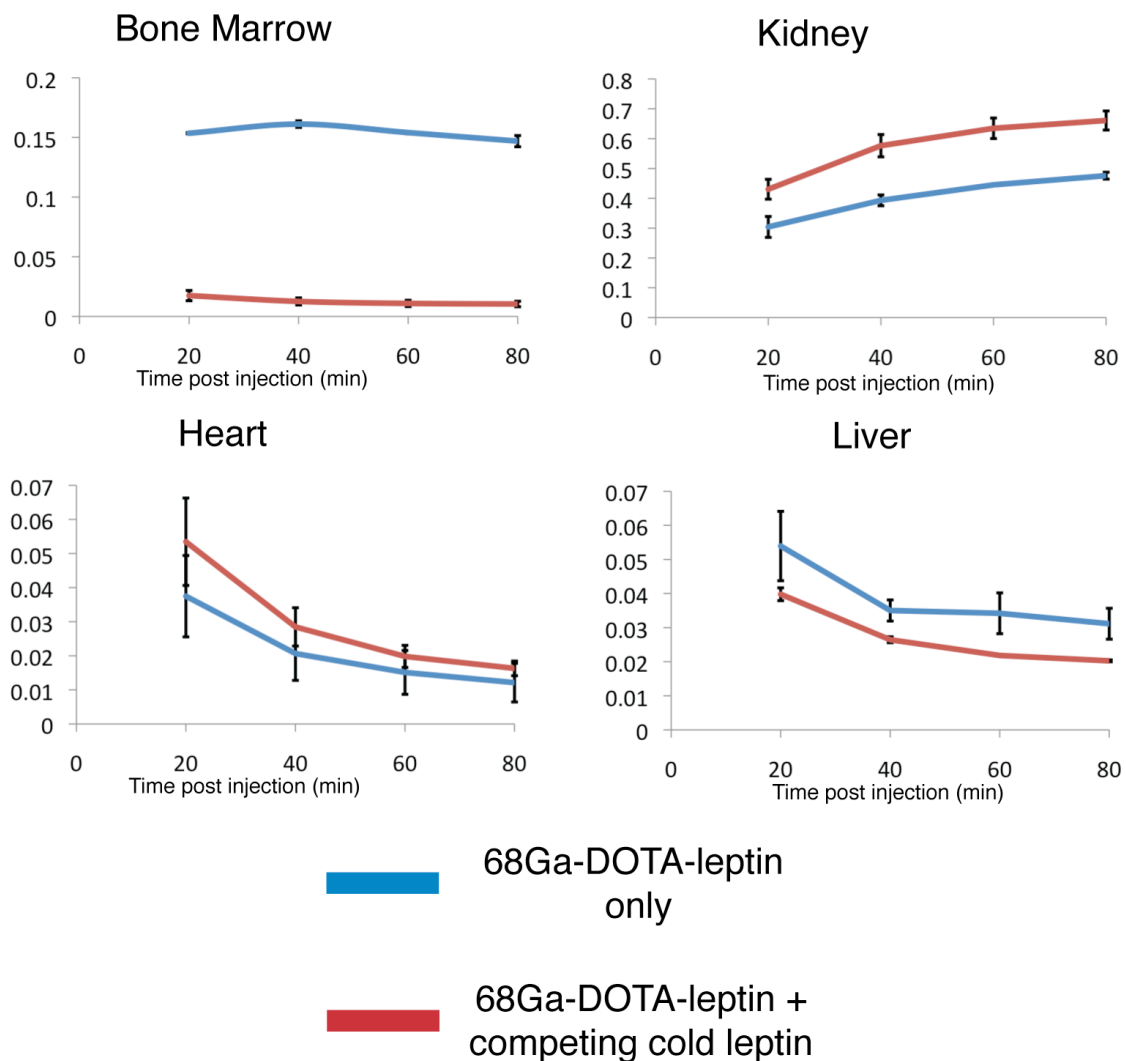 Bone Marrow
0.2
0.15
0.1
0.05
0
0 20 40 60 80
Time post injection (min)
Kidney
0.8
0.7
0.6
0.5
0.4
0.3
0.2
0.1
0
0 20 40 60 80
Time post injection (min)
Heart
0.07
0.06
0.05
0.04
0.03
0.02
0.01
0
0 20 40 60 80
Time post injection (min)
Liver
0.07
0.06
0.05
0.04
0.03
0.02
0.01
0
0 20 40 60 80
Time post injection (min)
68Ga-DOTA-leptin
only
68Ga-DOTA-leptin +
competing cold leptin